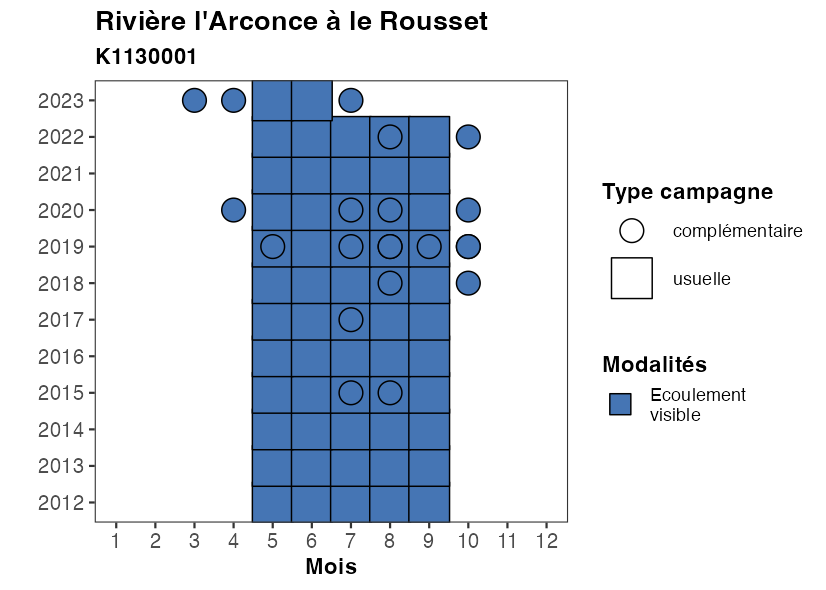 Rivière l'Arconce à le Rousset
K1130001
2023
2022
2021
2020
2019
2018
2017
2016
2015
2014
2013
2012
1 2 3 4 5 6 7 8 9 10 11 12
Mois
Type campagne
complémentaire
usuelle
Modalités
Ecoulement
visible